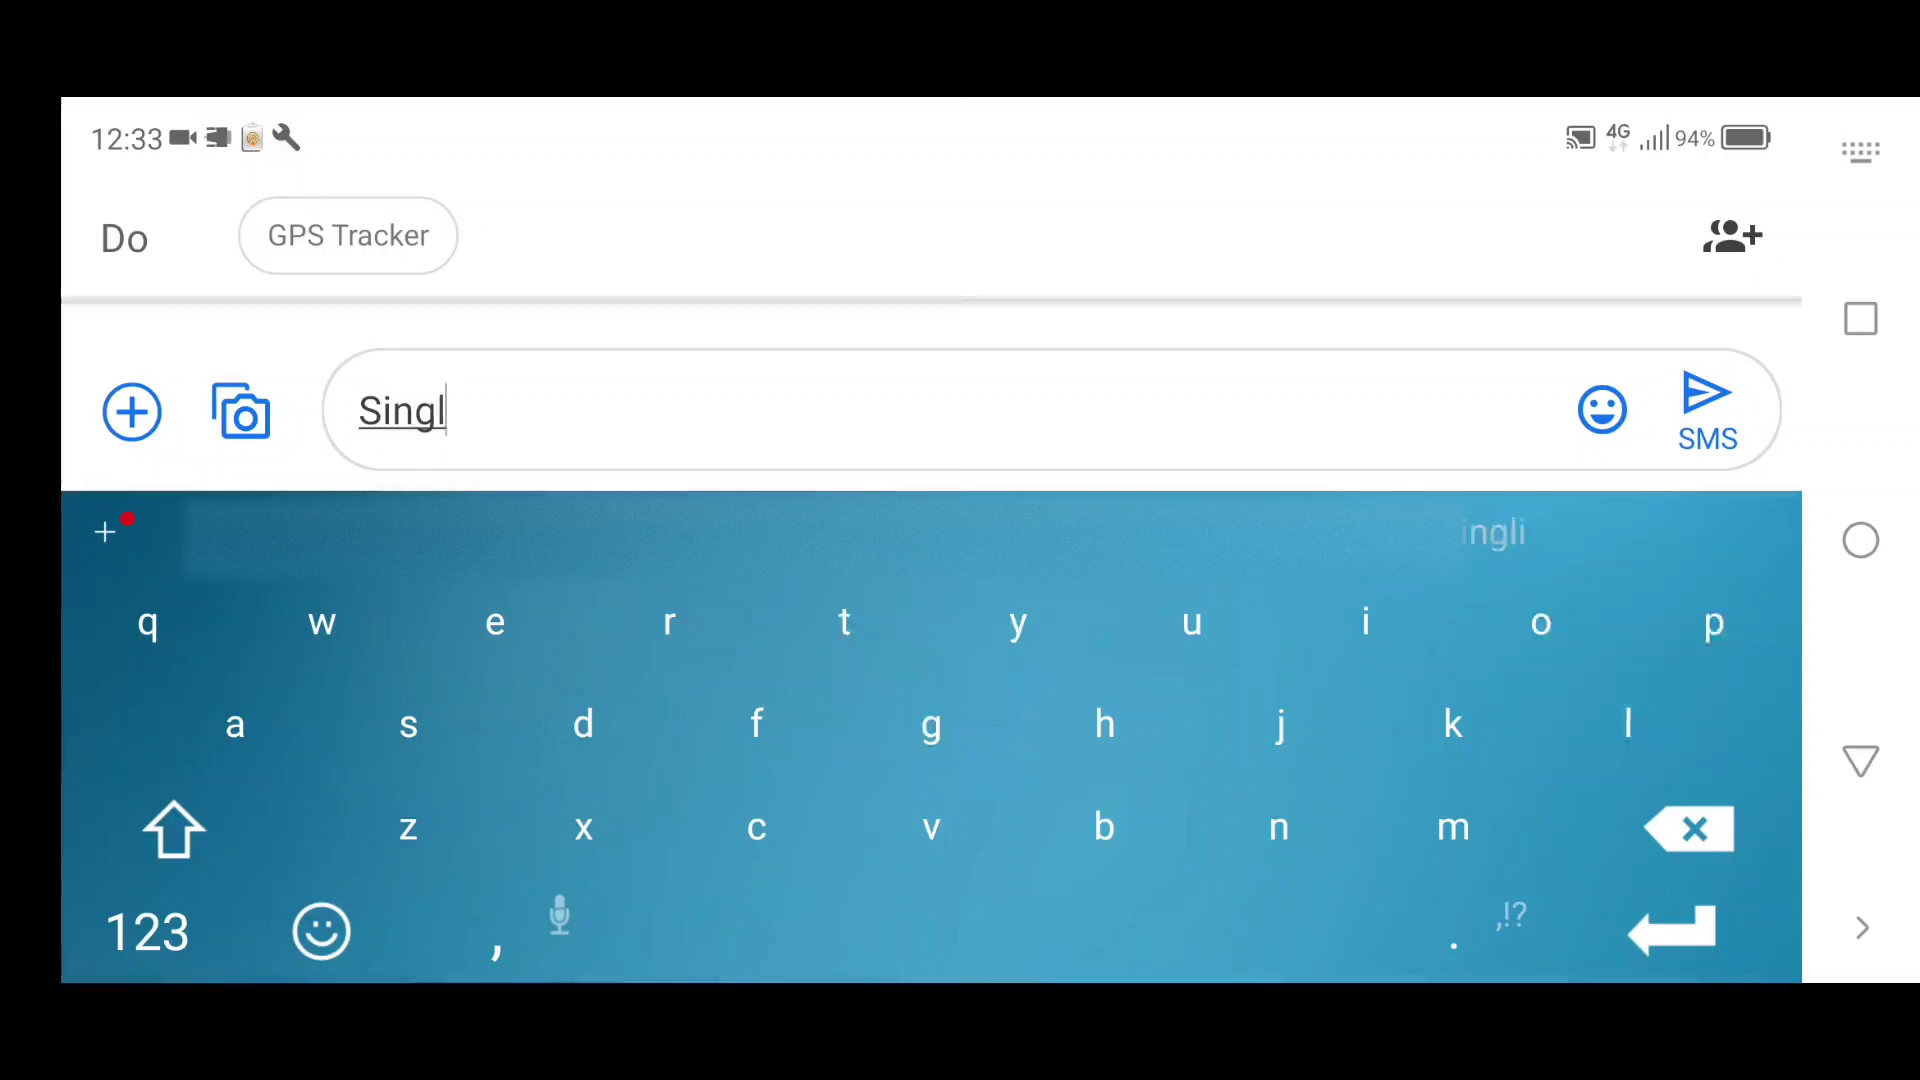 12:33
4G 94%
Do GPS Tracker
Singl
SMS
ingli
q w e r t y u i o p
a s d f g h j k l
z x c v b n m
123 , . ,!?